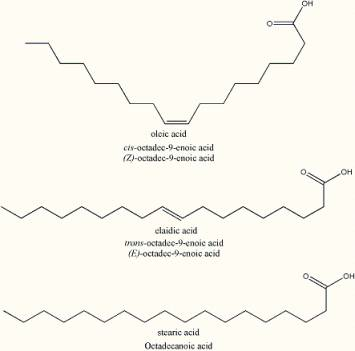 O
OH
oleic acid
cis-octadec-9-enoic acid
(Z)-octadec-9-enoic acid
O
OH
elaidic acid
trans-octadec-9-enoic acid
(E)-octadec-9-enoic acid
O
OH
stearic acid
Octadecanoic acid